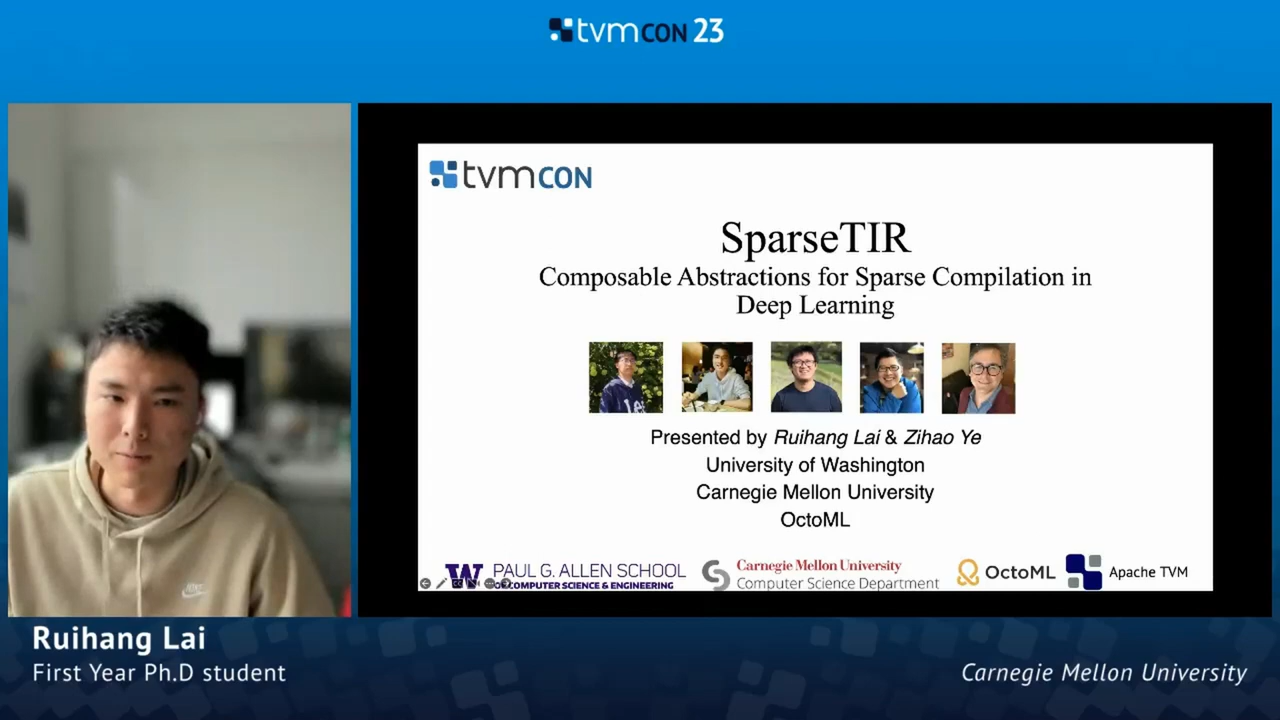 tvmCON 23
tvmCON
SparseTIR
Composable Abstractions for Sparse Compilation in
Deep Learning
Presented by Ruihang Lai & Zihao Ye
University of Washington
Carnegie Mellon University
OctoML
W PAUL G. ALLEN SCHOOL
OF COMPUTER SCIENCE & ENGINEERING
Carnegie Mellon University
Computer Science Department
OctoML
Apache TVM
Ruihang Lai
First Year Ph.D student
Carnegie Mellon University